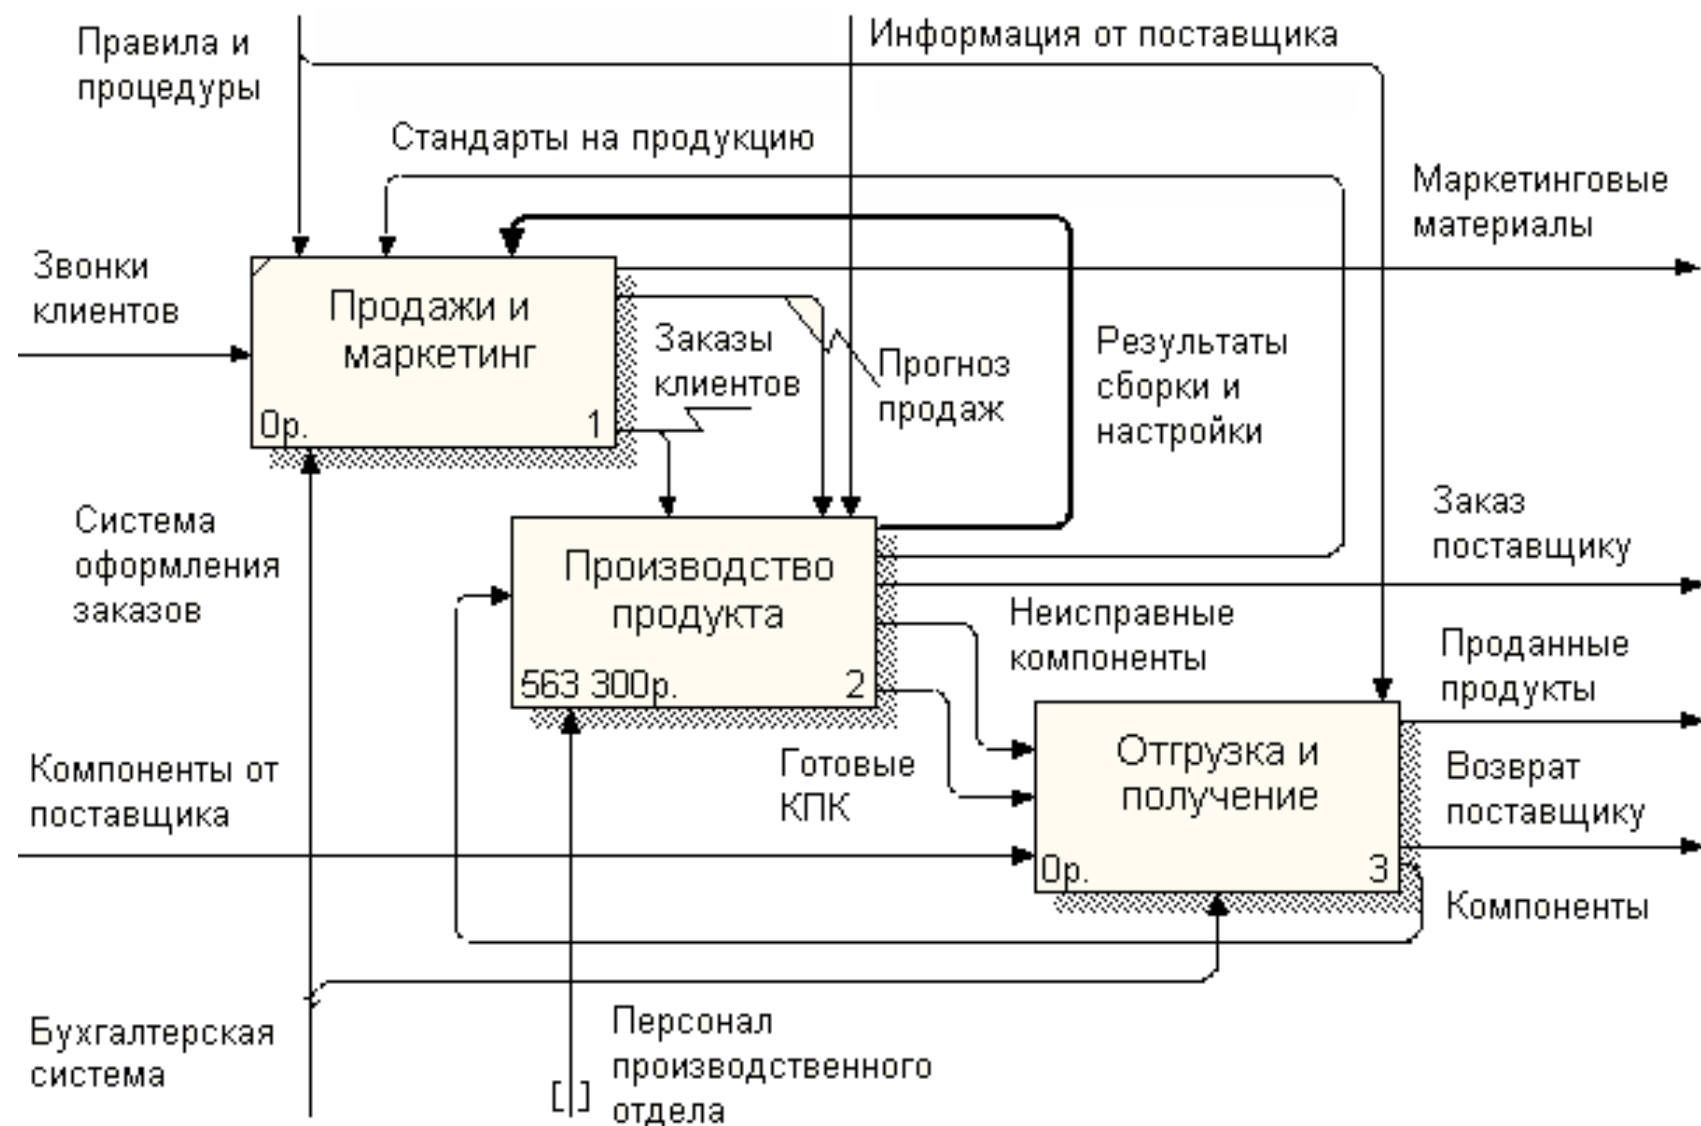 Правила и
процедуры
Информация от поставщика
Стандарты на продукцию
Маркетинговые
материалы
Звонки
клиентов
Продажи и
маркетинг
0р.
1
Заказы
клиентов
Прогноз
продаж
Результаты
сборки и
настройки
Система
оформления
заказов
Производство
продукта
563 300р.
2
Заказ
поставщику
Неисправные
компоненты
Проданные
продукты
Компоненты от
поставщика
Готовые
КПК
Отгрузка и
получение
0р.
3
Возврат
поставщику
Компоненты
Бухгалтерская
система
Персонал
производственного
отдела